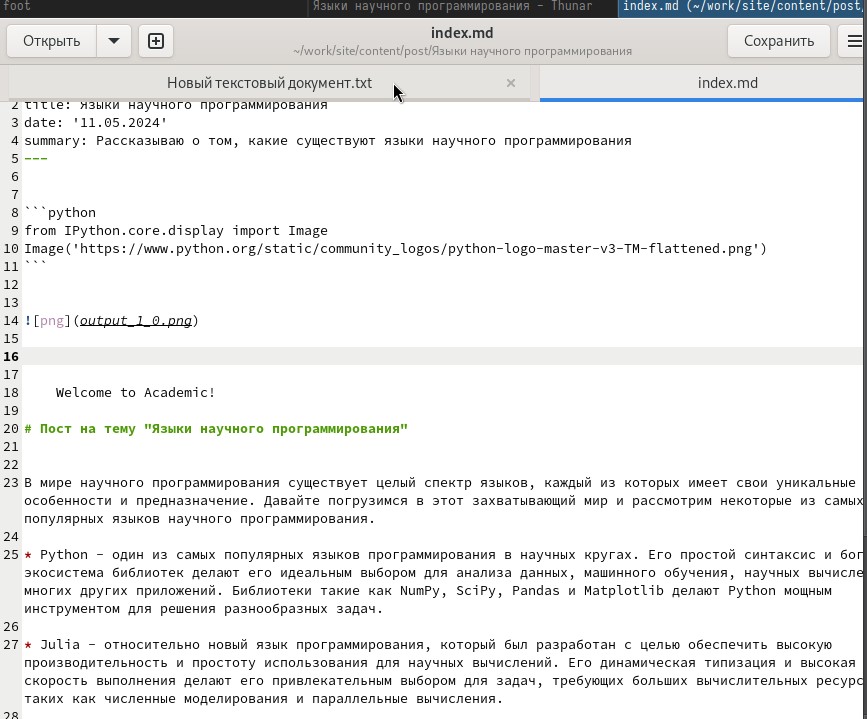 foot
Языки научного программирования - Thunar
index.md (~/work/site/content/post/
Открыть
index.md
~/work/site/content/post/Языки научного программирования
Сохранить
Новый текстовый документ.txt
×
index.md
2 title: Языки научного программирования
3 date: '11.05.2024'
4 summary: Рассказываю о том, какие существуют языки научного программирования
5 ---
6
7
8 ```python
9 from IPython.core.display import Image
10 Image('https://www.python.org/static/community_logos/python-logo-master-v3-TM-flattened.png')
11 ```
12
13
14 ![png](output_1_0.png)
15
16
17
18     Welcome to Academic!
19
20 # Пост на тему "Языки научного программирования"
21
22
23 В мире научного программирования существует целый спектр языков, каждый из которых имеет свои уникальные
особенности и предназначение. Давайте погрузимся в этот захватывающий мир и рассмотрим некоторые из самых
популярных языков научного программирования.
24
25 * Python - один из самых популярных языков программирования в научных кругах. Его простой синтаксис и бог
экосистема библиотек делают его идеальным выбором для анализа данных, машинного обучения, научных вычисле
многих других приложений. Библиотеки такие как NumPy, SciPy, Pandas и Matplotlib делают Python мощным
инструментом для решения разнообразных задач.
26
27 * Julia - относительно новый язык программирования, который был разработан с целью обеспечить высокую
производительность и простоту использования для научных вычислений. Его динамическая типизация и высокая
скорость выполнения делают его привлекательным выбором для задач, требующих больших вычислительных ресурс
таких как численные моделирования и параллельные вычисления.
28